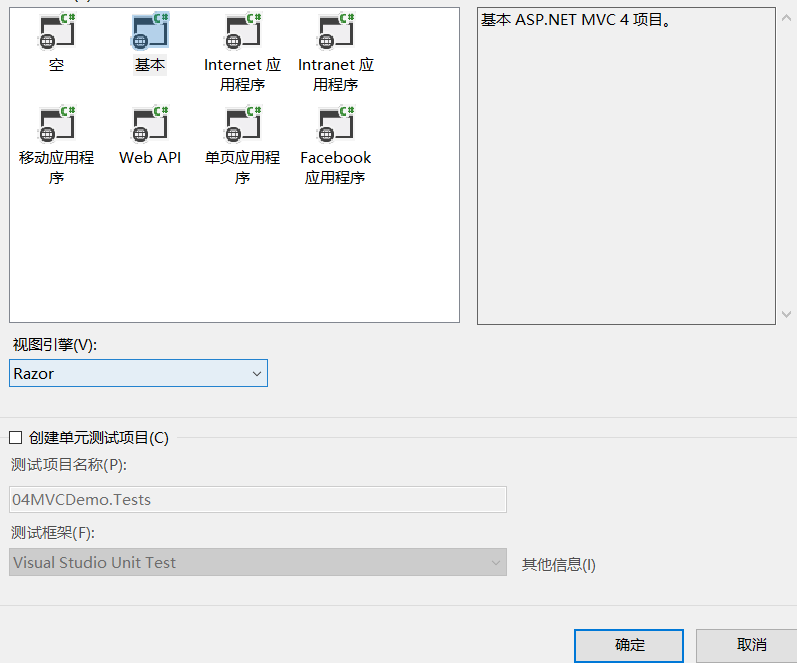 C#
C#
C#
C#
空
基本
Internet 应
用程序
Intranet 应
用程序
C#
C#
C#
C#
移动应用程
序
Web API
单页应用程
序
Facebook
应用程序
基本 ASP.NET MVC 4 项目。
视图引擎(V):
Razor
创建单元测试项目(C)
测试项目名称(P):
04MVCDemo.Tests
测试框架(F):
Visual Studio Unit Test
其他信息(I)
确定
取消